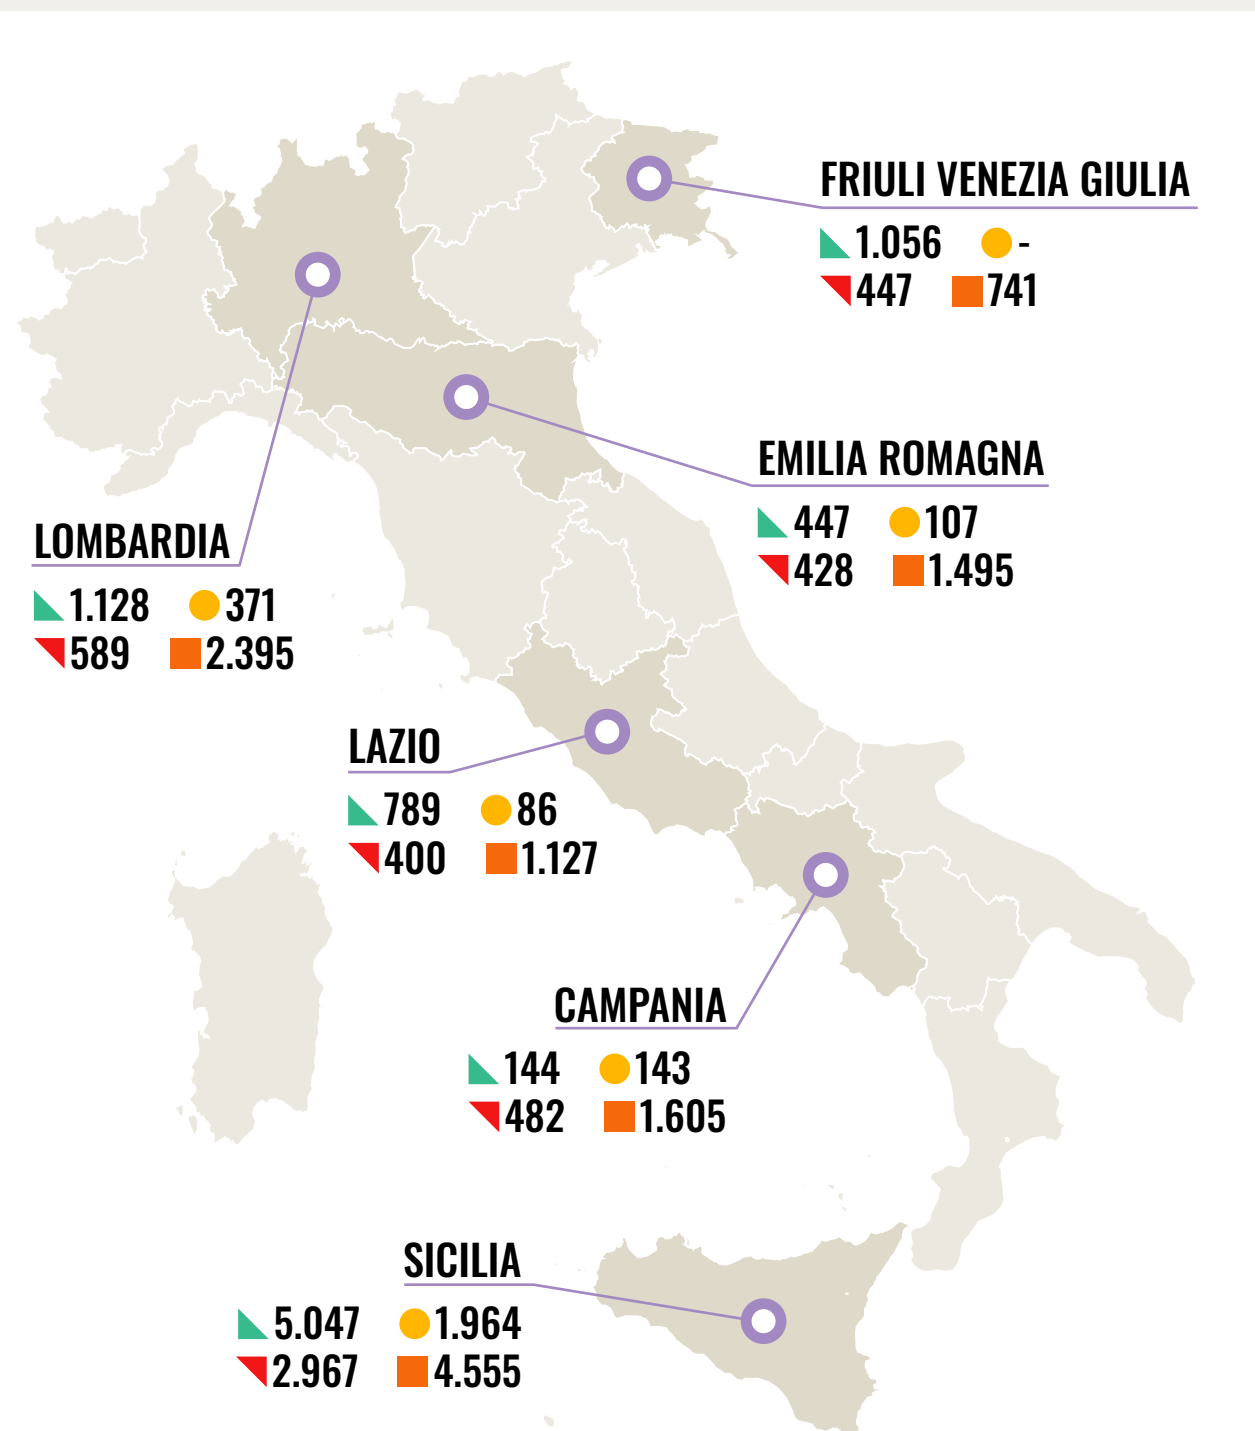 FRIULI VENEZIA GIULIA
1.056 -
447 741
EMILIA ROMAGNA
447 107
428 1.495
LOMBARDIA
1.128 371
589 2.395
LAZIO
789 86
400 1.127
CAMPANIA
144 143
482 1.605
SICILIA
5.047 1.964
2.967 4.555